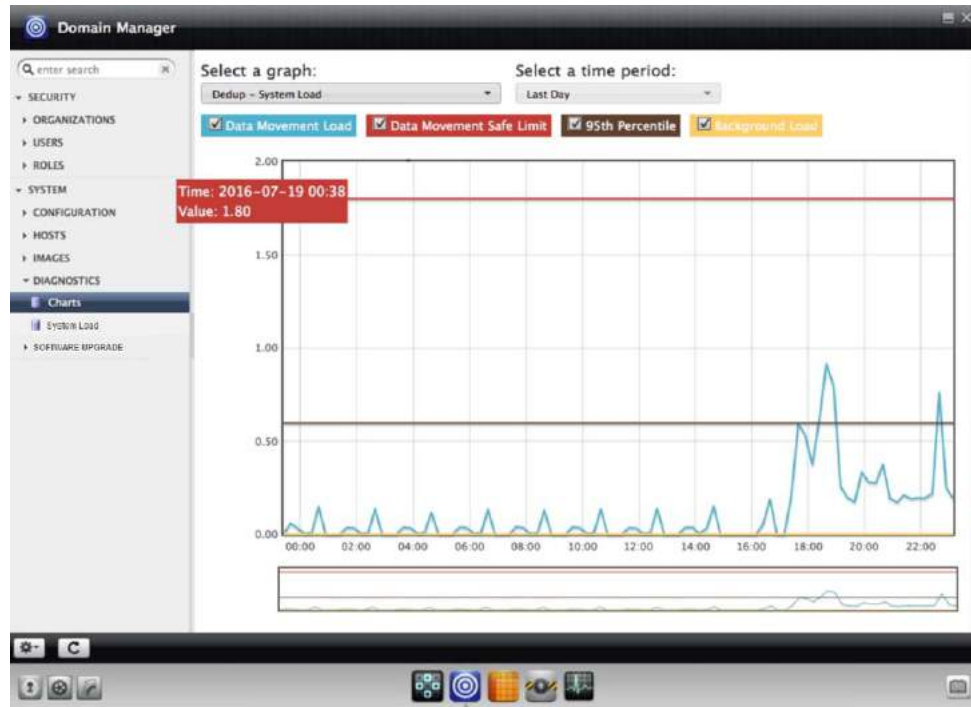 Domain Manager
enter search
SECURITY
ORGANIZATIONS
USERS
ROLES
SYSTEM
CONFIGURATION
HOSTS
IMAGES
DIAGNOSTICS
Charts
System Load
SOFTWARE UPGRADE
Select a graph:
Dedup - System Load
Select a time period:
Last Day
Data Movement Load
Data Movement Safe Limit
95th Percentile
Background Load
Time: 2016-07-19 00:38
Value: 1.80
2.00
1.50
1.00
0.50
0.00
00:00 02:00 04:00 06:00 08:00 10:00 12:00 14:00 16:00 18:00 20:00 22:00